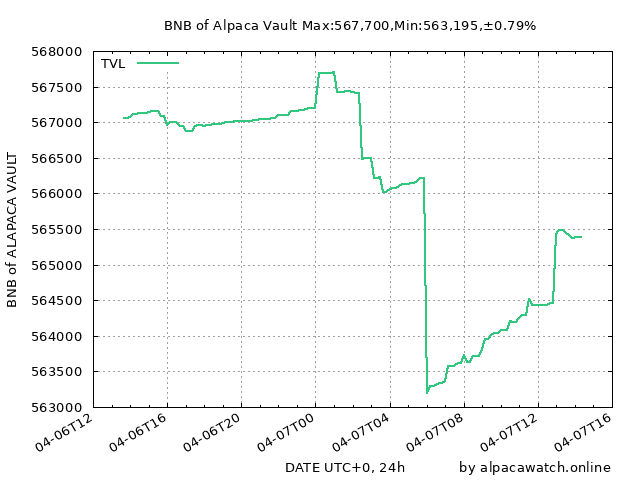 BNB of Alpaca Vault Max:567,700,Min:563,195,±0.79%
TVL
568000
567500
567000
566500
566000
565500
565000
564500
564000
563500
563000
BNB of ALAPACA VAULT
04-06T12
04-06T16
04-06T20
04-07T00
04-07T04
04-07T08
04-07T12
04-07T16
DATE UTC+0, 24h
by alpacawatch.online